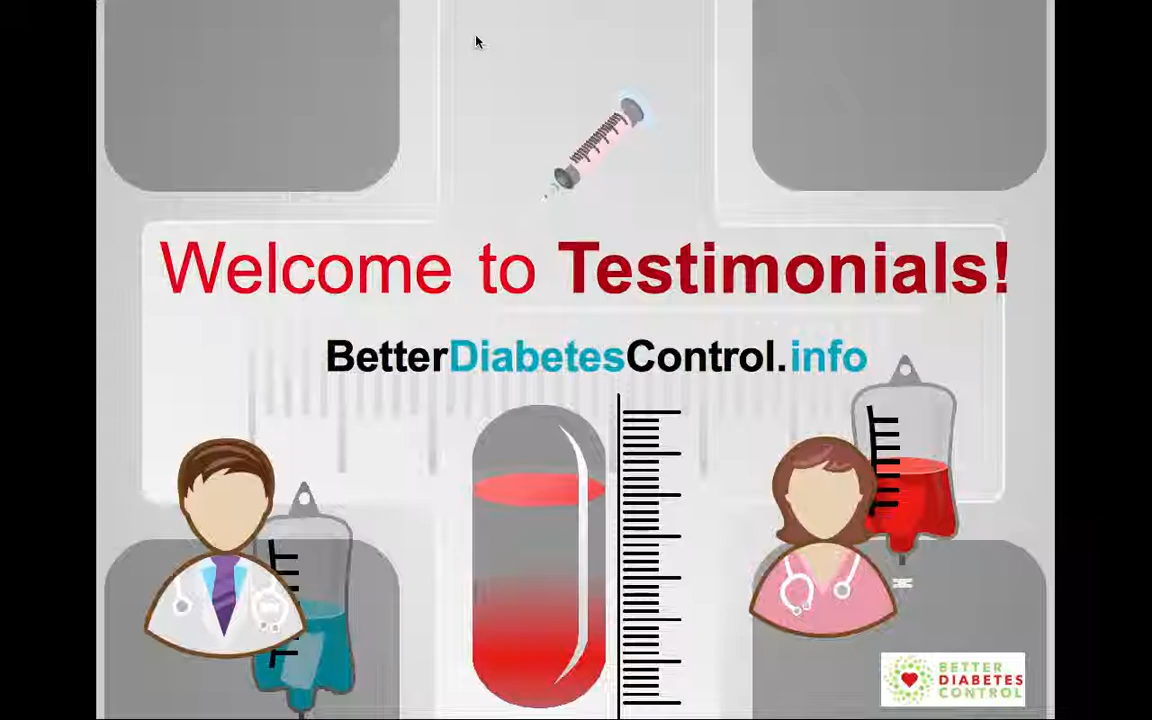 Welcome to Testimonials!
BetterDiabetesControl.info
BETTER
DIABETES
CONTROL